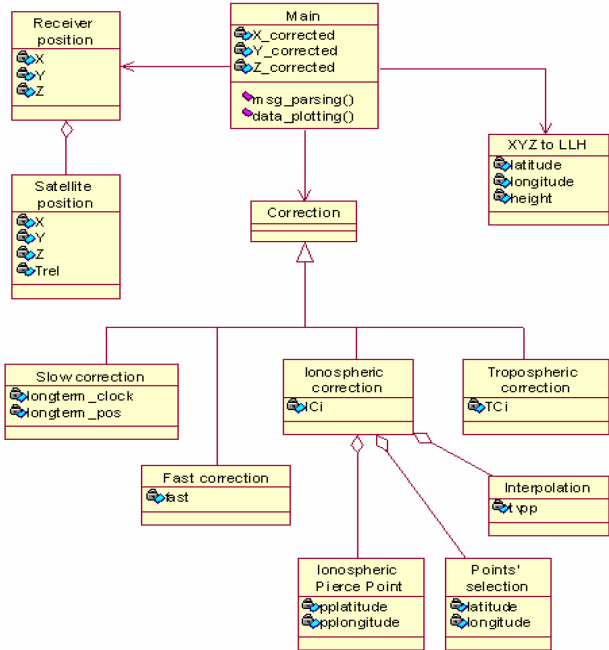 Receiver
position
X
Y
Z
Main
X_corrected
Y_corrected
Z_corrected
msg_parsing()
data_plotting()
XYZ to LLH
latitude
longitude
height
Satellite
position
X
Y
Z
Trel
Correction
Slow correction
longterm_clock
longterm_pos
Ionospheric
correction
ICi
Tropospheric
correction
TCi
Fast correction
fast
Interpolation
tvpp
Ionospheric
Pierce Point
pplatitude
pplongitude
Points'
selection
latitude
longitude